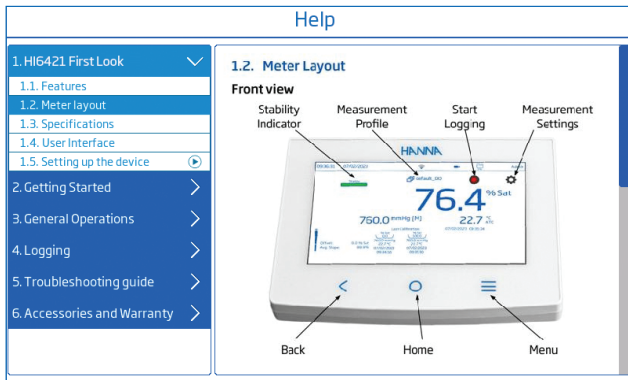 Help
1. HI6421 First Look
1.1. Features
1.2. Meter layout
1.3. Specifications
1.4. User Interface
1.5. Setting up the device
2. Getting Started
3. General Operations
4. Logging
5. Troubleshooting guide
6. Accessories and Warranty
1.2. Meter Layout
Front view
Stability Indicator
Measurement Profile
Start Logging
Measurement Settings
HANNA
default_DO
76.4 % Sat
750.0 mmHg [M]
22.7 °C
Last Calibration
Back
Home
Menu